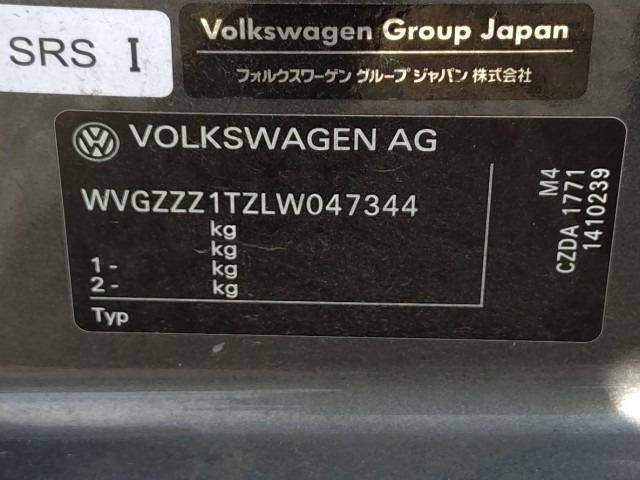 SRS I
Volkswagen Group Japan
フォルクスワーゲン グループ ジャパン 株式会社
VOLKSWAGEN AG
WVGZZZ1TZLW047344
kg
kg
1 - kg
2 - kg
Typ
M4
CZDA 1771
1410239